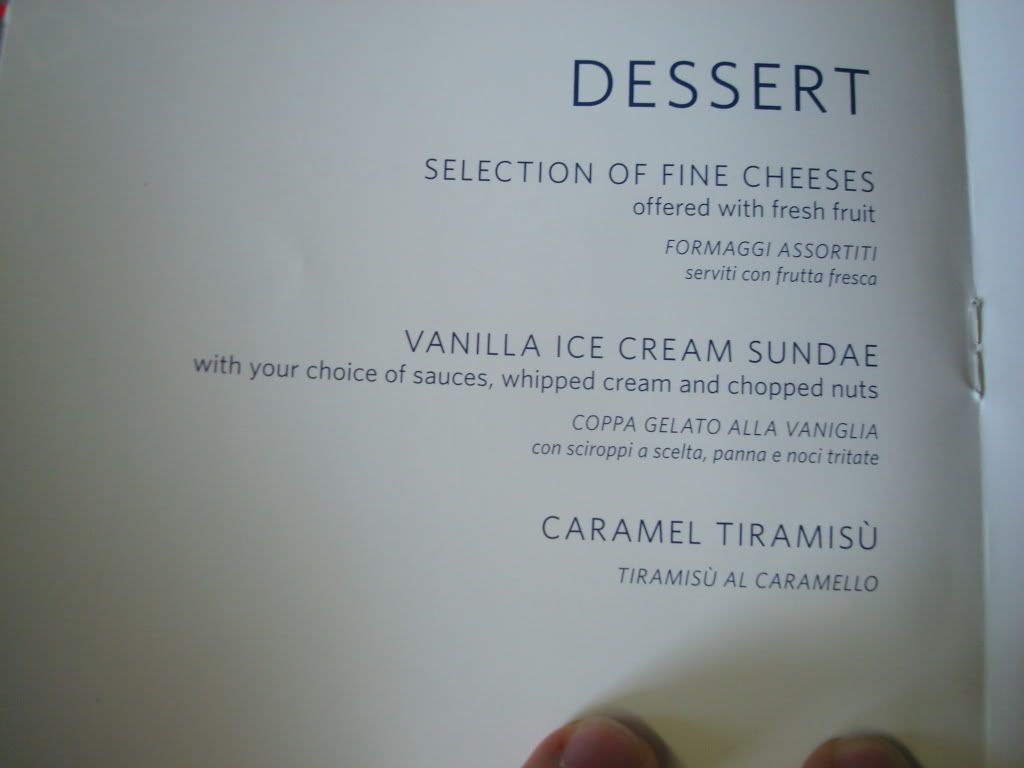 DESSERT
SELECTION OF FINE CHEESES
offered with fresh fruit
FORMAGGI ASSORTITI
serviti con frutta fresca
VANILLA ICE CREAM SUNDAE
with your choice of sauces, whipped cream and chopped nuts
COPPA GELATO ALLA VANIGLIA
con sciroppi a scelta, panna e noci tritate
CARAMEL TIRAMISÙ
TIRAMISÙ AL CARAMELLO